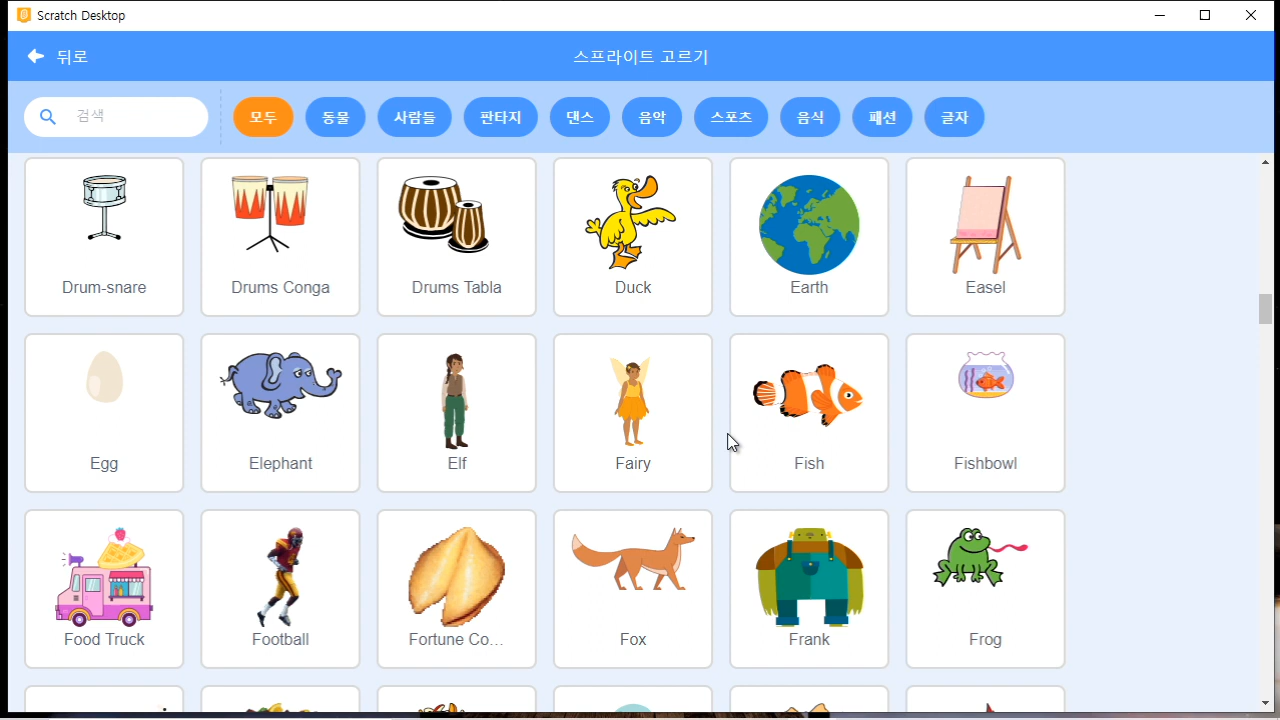 Scratch Desktop
뒤로
스프라이트 고르기
검색
모두 동물 사람들 판타지 댄스 음악 스포츠 음식 패션 글자
Drum-snare Drums Conga Drums Tabla Duck Earth Easel
Egg Elephant Elf Fairy Fish Fishbowl
Food Truck Football Fortune Co... Fox Frank Frog